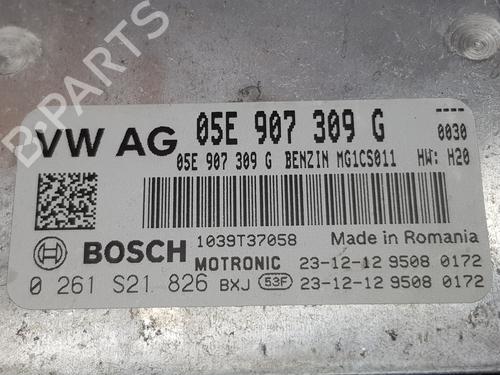 VW AG 05E 907 309 G
----
0030
05E 907 309 G BENZIN MG1CS011 HW: H20
BOSCH 1039T37058 Made in Romania
MOTRONIC 23-12-12 9508 0172
0 261 S21 826 BXJ 53F 23-12-12 9508 0172
B-PARTS